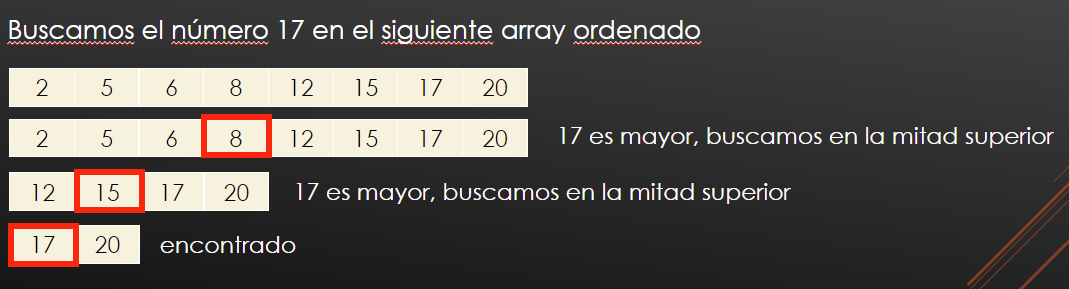 Buscamos el número 17 en el siguiente array ordenado
2 5 6 8 12 15 17 20
2 5 6 8 12 15 17 20 17 es mayor, buscamos en la mitad superior
12 15 17 20 17 es mayor, buscamos en la mitad superior
17 20 encontrado